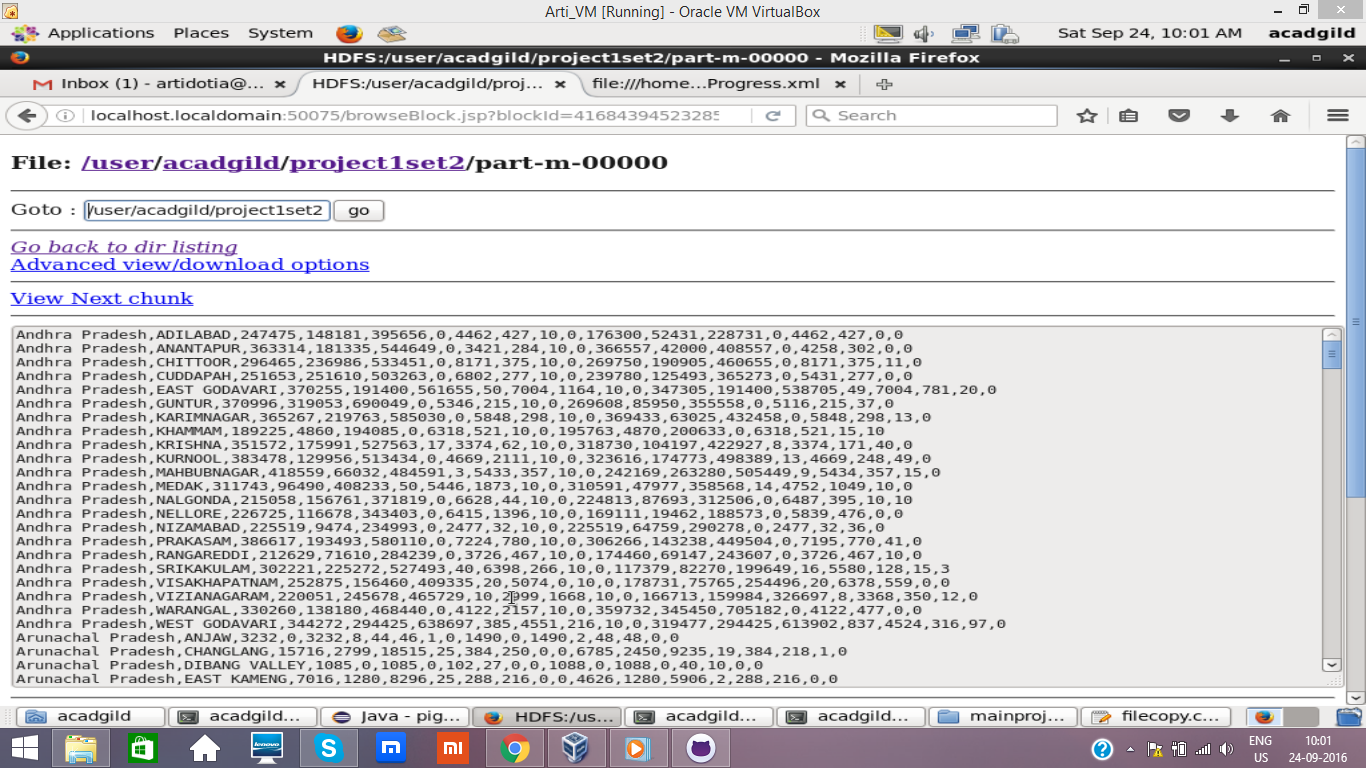 Arti_VM [Running] - Oracle VM VirtualBox
Applications Places System Sat Sep 24, 10:01 AM acadgild
HDFS:/user/acadgild/project1set2/part-m-00000 - Mozilla Firefox
Inbox (1) - artidotia@... HDFS:/user/acadgild/proj... file:///home...Progress.xml
localhost.localdomain:50075/browseBlock.jsp?blockId=41684394523285 Search
File: /user/acadgild/project1set2/part-m-00000
Goto : /user/acadgild/project1set2 go
Go back to dir listing
Advanced view/download options
View Next chunk
Andhra Pradesh,ADILABAD,247475,148181,395656,0,4462,427,10,0,176300,52431,228731,0,4462,427,0,0
Andhra Pradesh,ANANTAPUR,363314,181335,544649,0,3421,284,10,0,366557,42000,408557,0,4258,302,0,0
Andhra Pradesh,CHITTOOR,296465,236986,533451,0,8171,375,10,0,269750,190905,460655,0,8171,375,11,0
Andhra Pradesh,CUDDAPAH,251653,251610,503263,0,6802,277,10,0,239780,125493,365273,0,5431,277,0,0
Andhra Pradesh,EAST GODAVARI,370255,191400,561655,50,7004,1164,10,0,347305,191400,538705,49,7004,781,20,0
Andhra Pradesh,GUNTUR,370996,319053,690049,0,5346,215,10,0,269608,85950,355558,0,5116,215,37,0
Andhra Pradesh,KARIMNAGAR,365267,219763,585030,0,5848,298,10,0,369433,63025,432458,0,5848,298,13,0
Andhra Pradesh,KHAMMAM,189225,4860,194085,0,6318,521,10,0,195763,4870,200633,0,6318,521,15,10
Andhra Pradesh,KRISHNA,351572,175991,527563,17,3374,62,10,0,318730,104197,422927,8,3374,171,40,0
Andhra Pradesh,KURNOOL,383478,129956,513434,0,4669,2111,10,0,323616,174773,498389,13,4669,248,49,0
Andhra Pradesh,MAHBUBNAGAR,418559,66032,484591,3,5433,357,10,0,242169,263280,505449,9,5434,357,15,0
Andhra Pradesh,MEDAK,311743,96490,408233,50,5446,1873,10,0,310591,47977,358568,14,4752,1049,10,0
Andhra Pradesh,NALGONDA,215058,156761,371819,0,6628,44,10,0,224813,87693,312506,0,6487,395,10,10
Andhra Pradesh,NELLORE,226725,116678,343403,0,6415,1396,10,0,169111,19462,188573,0,5839,476,0,0
Andhra Pradesh,NIZAMABAD,225519,9474,234993,0,2477,32,10,0,225519,64759,290278,0,2477,32,36,0
Andhra Pradesh,PRAKASAM,386617,193493,580110,0,7224,780,10,0,306266,143238,449504,0,7195,770,41,0
Andhra Pradesh,RANGAREDDI,212629,71610,284239,0,3726,467,10,0,174460,69147,243607,0,3726,467,10,0
Andhra Pradesh,SRIKAKULAM,302221,225272,527493,40,6398,266,10,0,117379,82270,199649,16,5580,128,15,3
Andhra Pradesh,VISAKHAPATNAM,252875,156460,409335,20,5074,0,10,0,178731,75765,254496,20,6378,559,0,0
Andhra Pradesh,VIZIANAGARAM,220051,245678,465729,10,2999,1668,10,0,166713,159984,326697,8,3368,350,12,0
Andhra Pradesh,WARANGAL,330260,138180,468440,0,4122,2157,10,0,359732,345450,705182,0,4122,477,0,0
Andhra Pradesh,WEST GODAVARI,344272,294425,638697,385,4551,216,10,0,319477,294425,613902,837,4524,316,97,0
Arunachal Pradesh,ANJAW,3232,0,3232,8,44,46,1,0,1490,0,1490,2,48,48,0,0
Arunachal Pradesh,CHANGLANG,15716,2799,18515,25,384,250,0,0,6785,2450,9235,19,384,218,1,0
Arunachal Pradesh,DIBANG VALLEY,1085,0,1085,0,102,27,0,0,1088,0,1088,0,40,10,0,0
Arunachal Pradesh,EAST KAMENG,7016,1280,8296,25,288,216,0,0,4626,1280,5906,2,288,216,0,0
acadgild acadgild... Java - pig... HDFS:/us... acadgild... acadgild... mainproj... filecopy.c...
lenovo S m mi ENG 10:01
US 24-09-2016